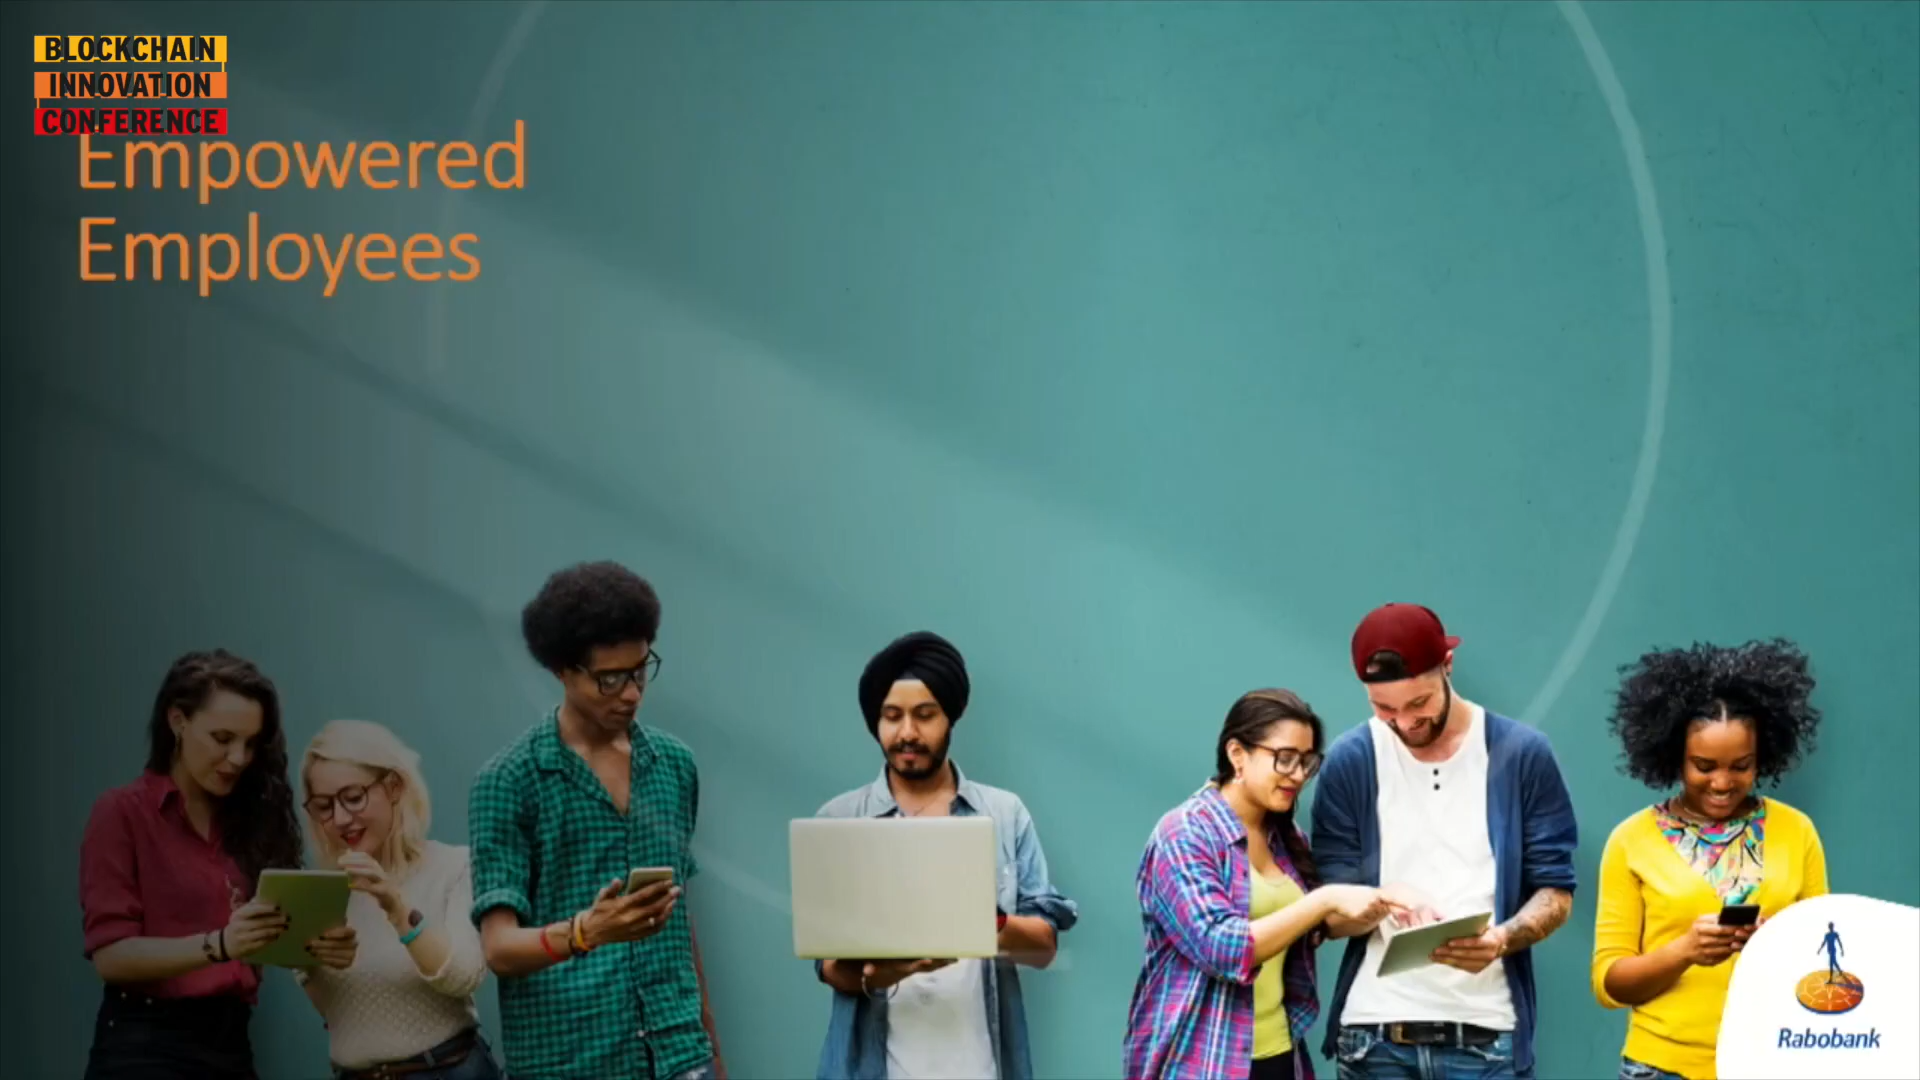 BLOCKCHAIN
INNOVATION
CONFERENCE
Empowered
Employees
Rabobank